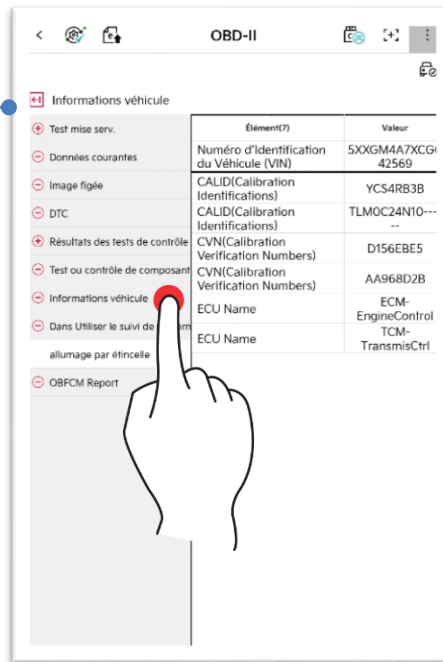 OBD-II
Informations véhicule
Test mise serv.
Données courantes
Image figée
DTC
Résultats des tests de contrôle
Test ou contrôle de composant
Informations véhicule
Dans Utiliser le suivi de
allumage par étincelle
OBFCM Report
Élément(7) Valeur
Numéro d'Identification
du Véhicule (VIN)
5XXGM4A7XCG
42569
CALID(Calibration
Identifications)
YCS4RB3B
CALID(Calibration
Identifications)
TLM0C24N10---
--
CVN(Calibration
Verification Numbers)
D156EBE5
CVN(Calibration
Verification Numbers)
AA968D2B
ECU Name
ECM-
EngineControl
ECU Name
TCM-
TransmisCtrl